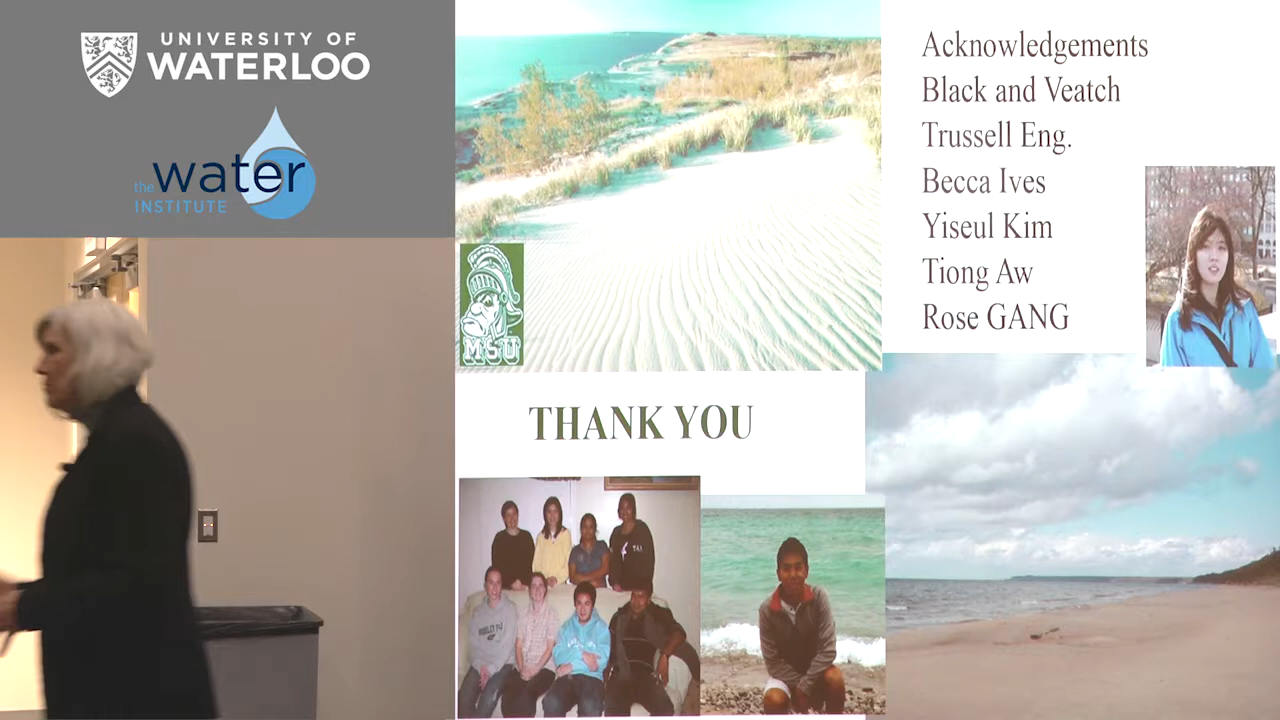 UNIVERSITY OF
WATERLOO
the water
INSTITUTE
Acknowledgements
Black and Veatch
Trussell Eng.
Becca Ives
Yiseul Kim
Tiong Aw
Rose GANG
MSU
THANK YOU